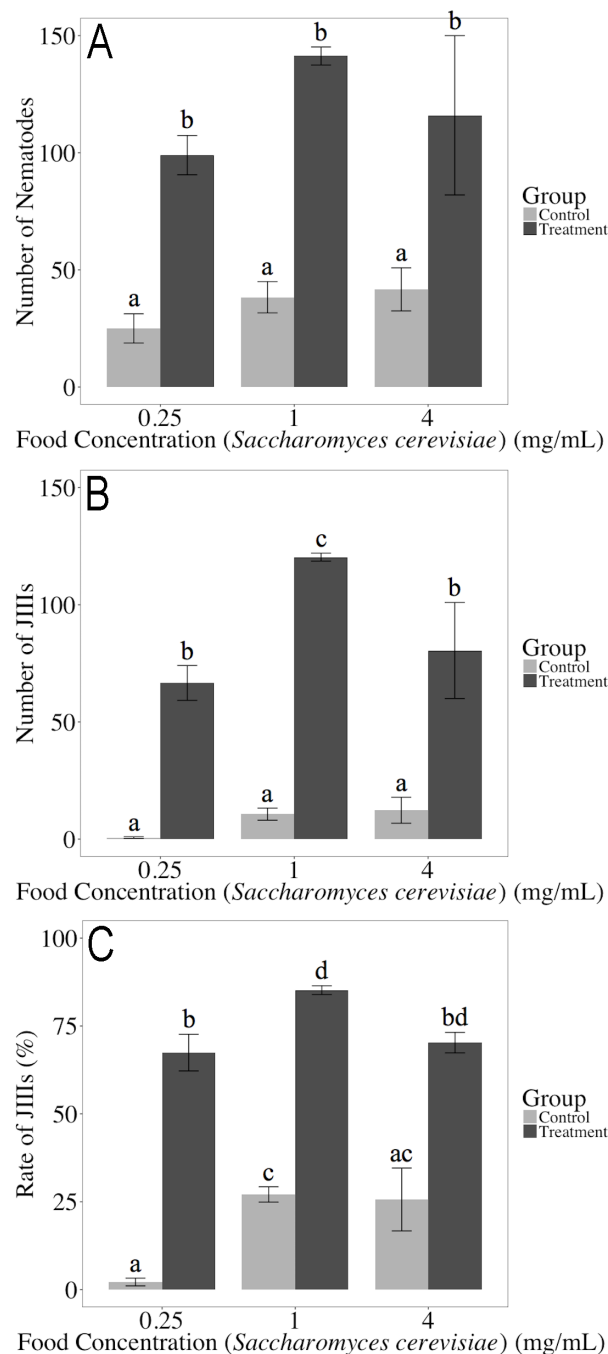 A
Number of Nematodes
150
100
50
0
b
b
b
a
a
a
0.25 1 4
Food Concentration (Saccharomyces cerevisiae) (mg/mL)
Group
Control
Treatment
B
Number of JIIIs
150
100
50
0
c
b
b
a
a
a
0.25 1 4
Food Concentration (Saccharomyces cerevisiae) (mg/mL)
Group
Control
Treatment
C
Rate of JIIIs (%)
100
75
50
25
0
d
b
bd
c
ac
a
0.25 1 4
Food Concentration (Saccharomyces cerevisiae) (mg/mL)
Group
Control
Treatment